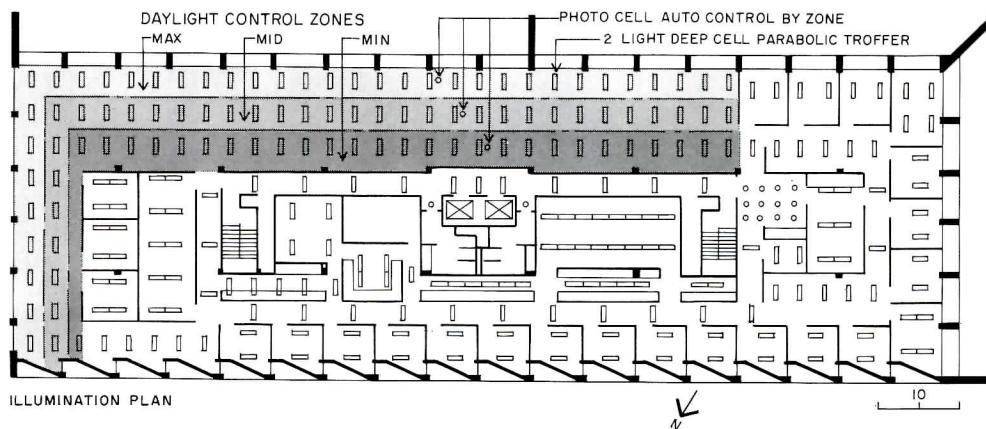 DAYLIGHT CONTROL ZONES
MAX
MID
MIN
PHOTO CELL AUTO CONTROL BY ZONE
2 LIGHT DEEP CELL PARABOLIC TROFFER
ILLUMINATION PLAN
N
10